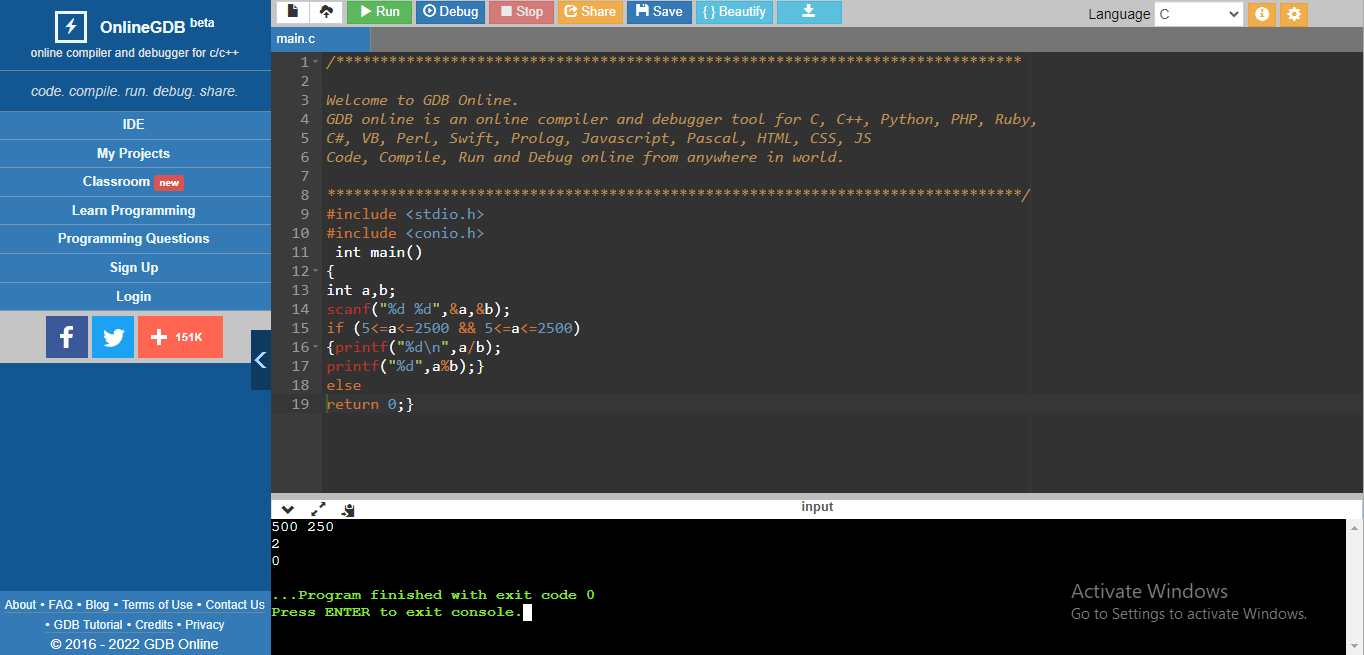 OnlineGDB beta
online compiler and debugger for c/c++
code. compile. run. debug. share.
IDE
My Projects
Classroom new
Learn Programming
Programming Questions
Sign Up
Login
151K
About • FAQ • Blog • Terms of Use • Contact Us
• GDB Tutorial • Credits • Privacy
© 2016 - 2022 GDB Online
Run Debug Stop Share Save { } Beautify
Language C
main.c
1 /******************************************************************************
2
3 Welcome to GDB Online.
4 GDB online is an online compiler and debugger tool for C, C++, Python, PHP, Ruby,
5 C#, VB, Perl, Swift, Prolog, Javascript, Pascal, HTML, CSS, JS
6 Code, Compile, Run and Debug online from anywhere in world.
7
8 *******************************************************************************/
9 #include <stdio.h>
10 #include <conio.h>
11 int main()
12 {
13 int a,b;
14 scanf("%d %d",&a,&b);
15 if (5<=a<=2500 && 5<=a<=2500)
16 {printf("%d\n",a/b);
17 printf("%d",a%b);}
18 else
19 return 0;}
input
500 250
2
0
...Program finished with exit code 0
Press ENTER to exit console.
Activate Windows
Go to Settings to activate Windows.